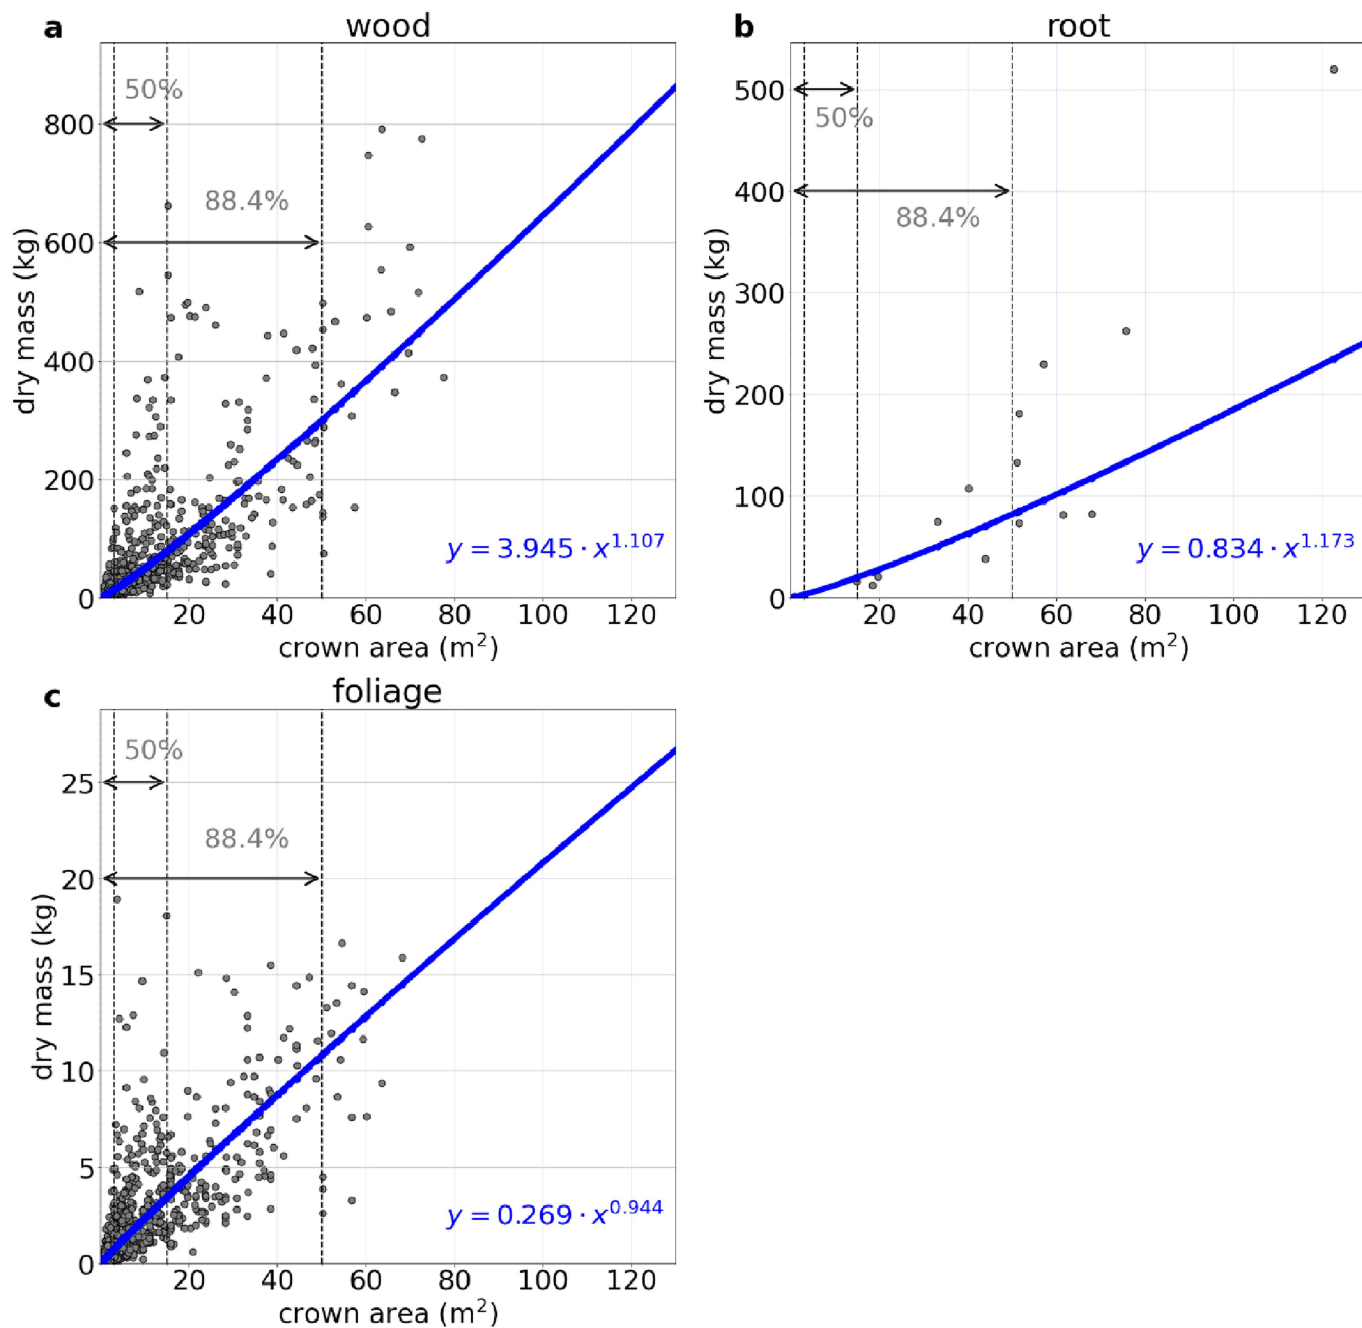 a
wood
50%
88.4%
800
600
400
200
0
dry mass (kg)
y = 3.945 · x^1.107
20 40 60 80 100 120
crown area (m²)
b
root
50%
88.4%
500
400
300
200
100
0
dry mass (kg)
y = 0.834 · x^1.173
20 40 60 80 100 120
crown area (m²)
c
foliage
50%
88.4%
25
20
15
10
5
0
dry mass (kg)
y = 0.269 · x^0.944
20 40 60 80 100 120
crown area (m²)